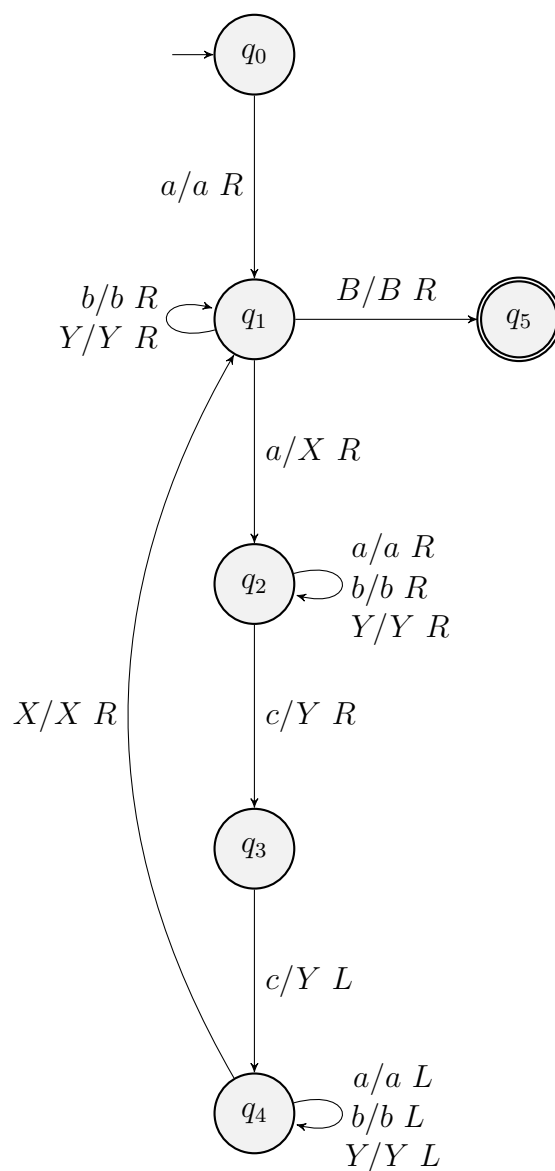 q₀
a/a R
b/b R
Y/Y R
q₁
B/B R
q₅
a/X R
q₂
a/a R
b/b R
Y/Y R
X/X R
c/Y R
q₃
c/Y L
q₄
a/a L
b/b L
Y/Y L